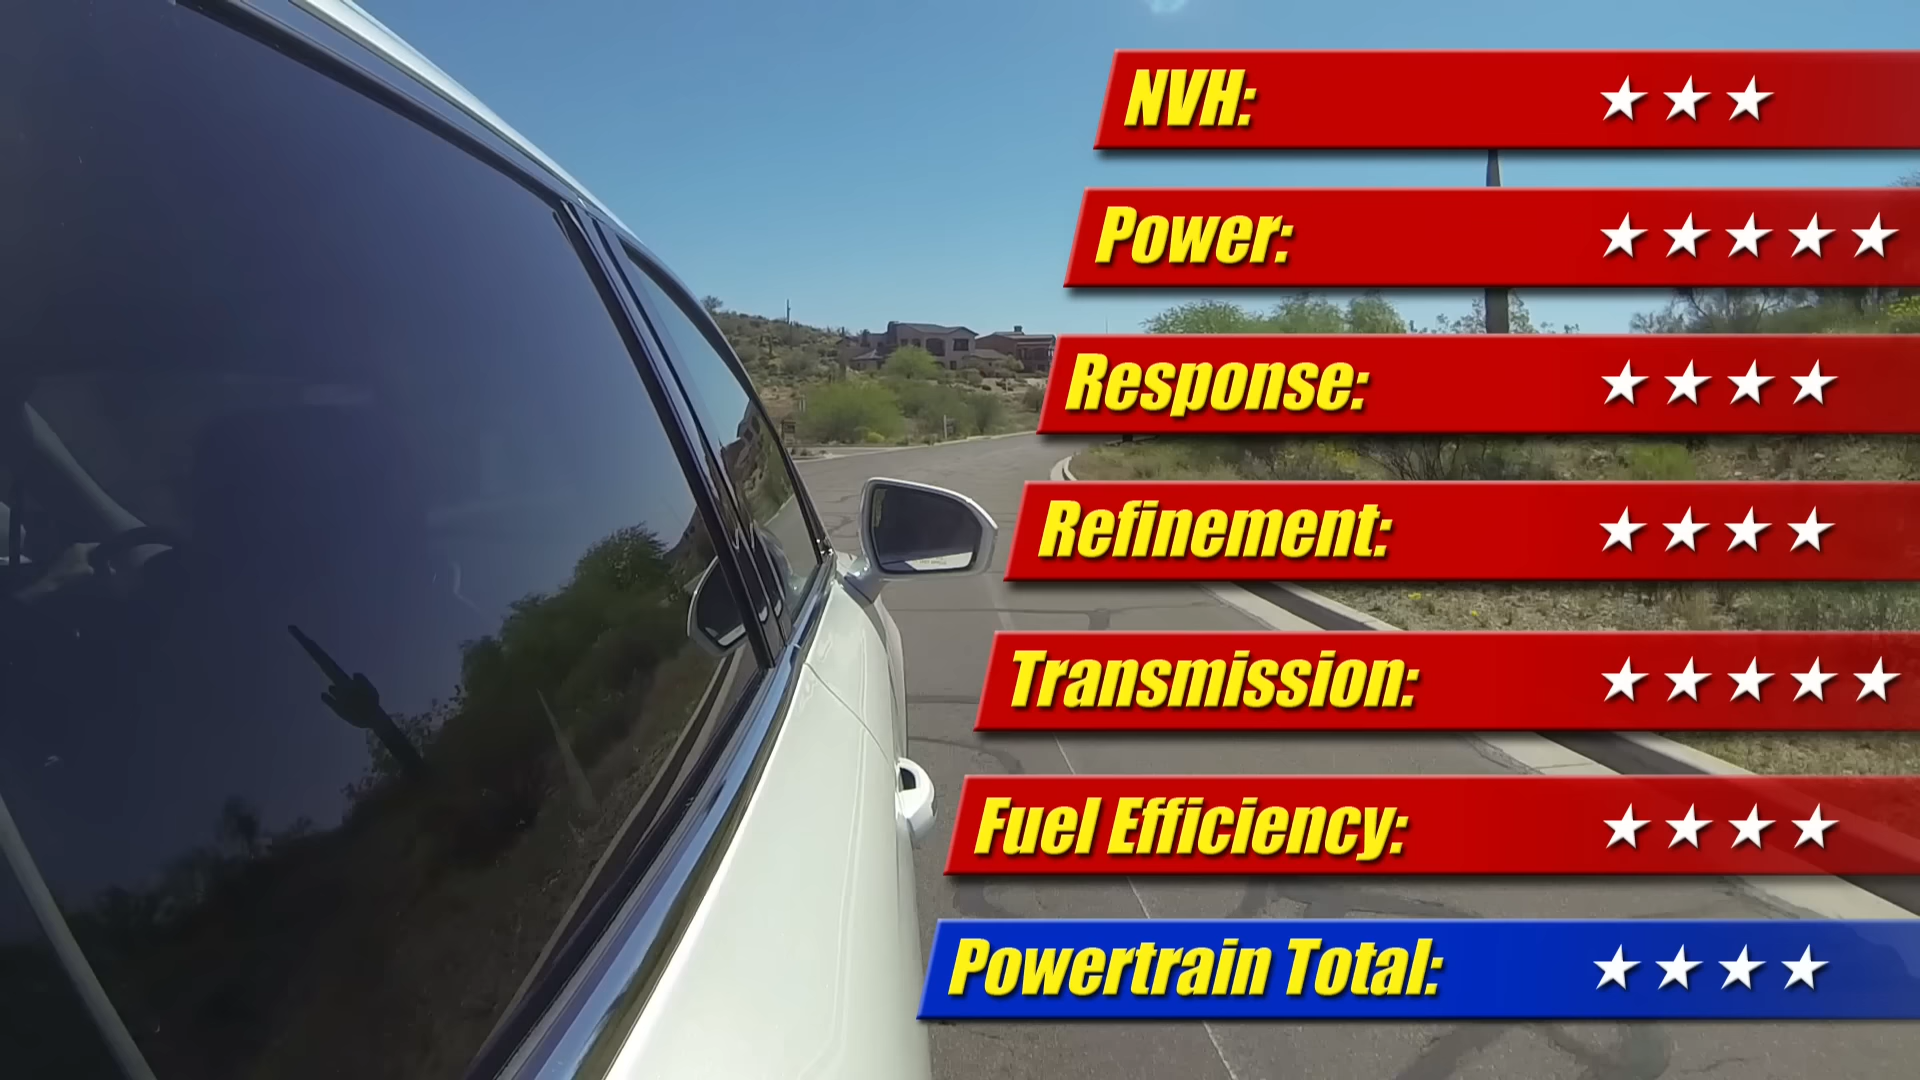 NVH: ★ ★ ★
Power: ★ ★ ★ ★ ★
Response: ★ ★ ★ ★
Refinement: ★ ★ ★ ★
Transmission: ★ ★ ★ ★ ★
Fuel Efficiency: ★ ★ ★ ★
Powertrain Total: ★ ★ ★ ★